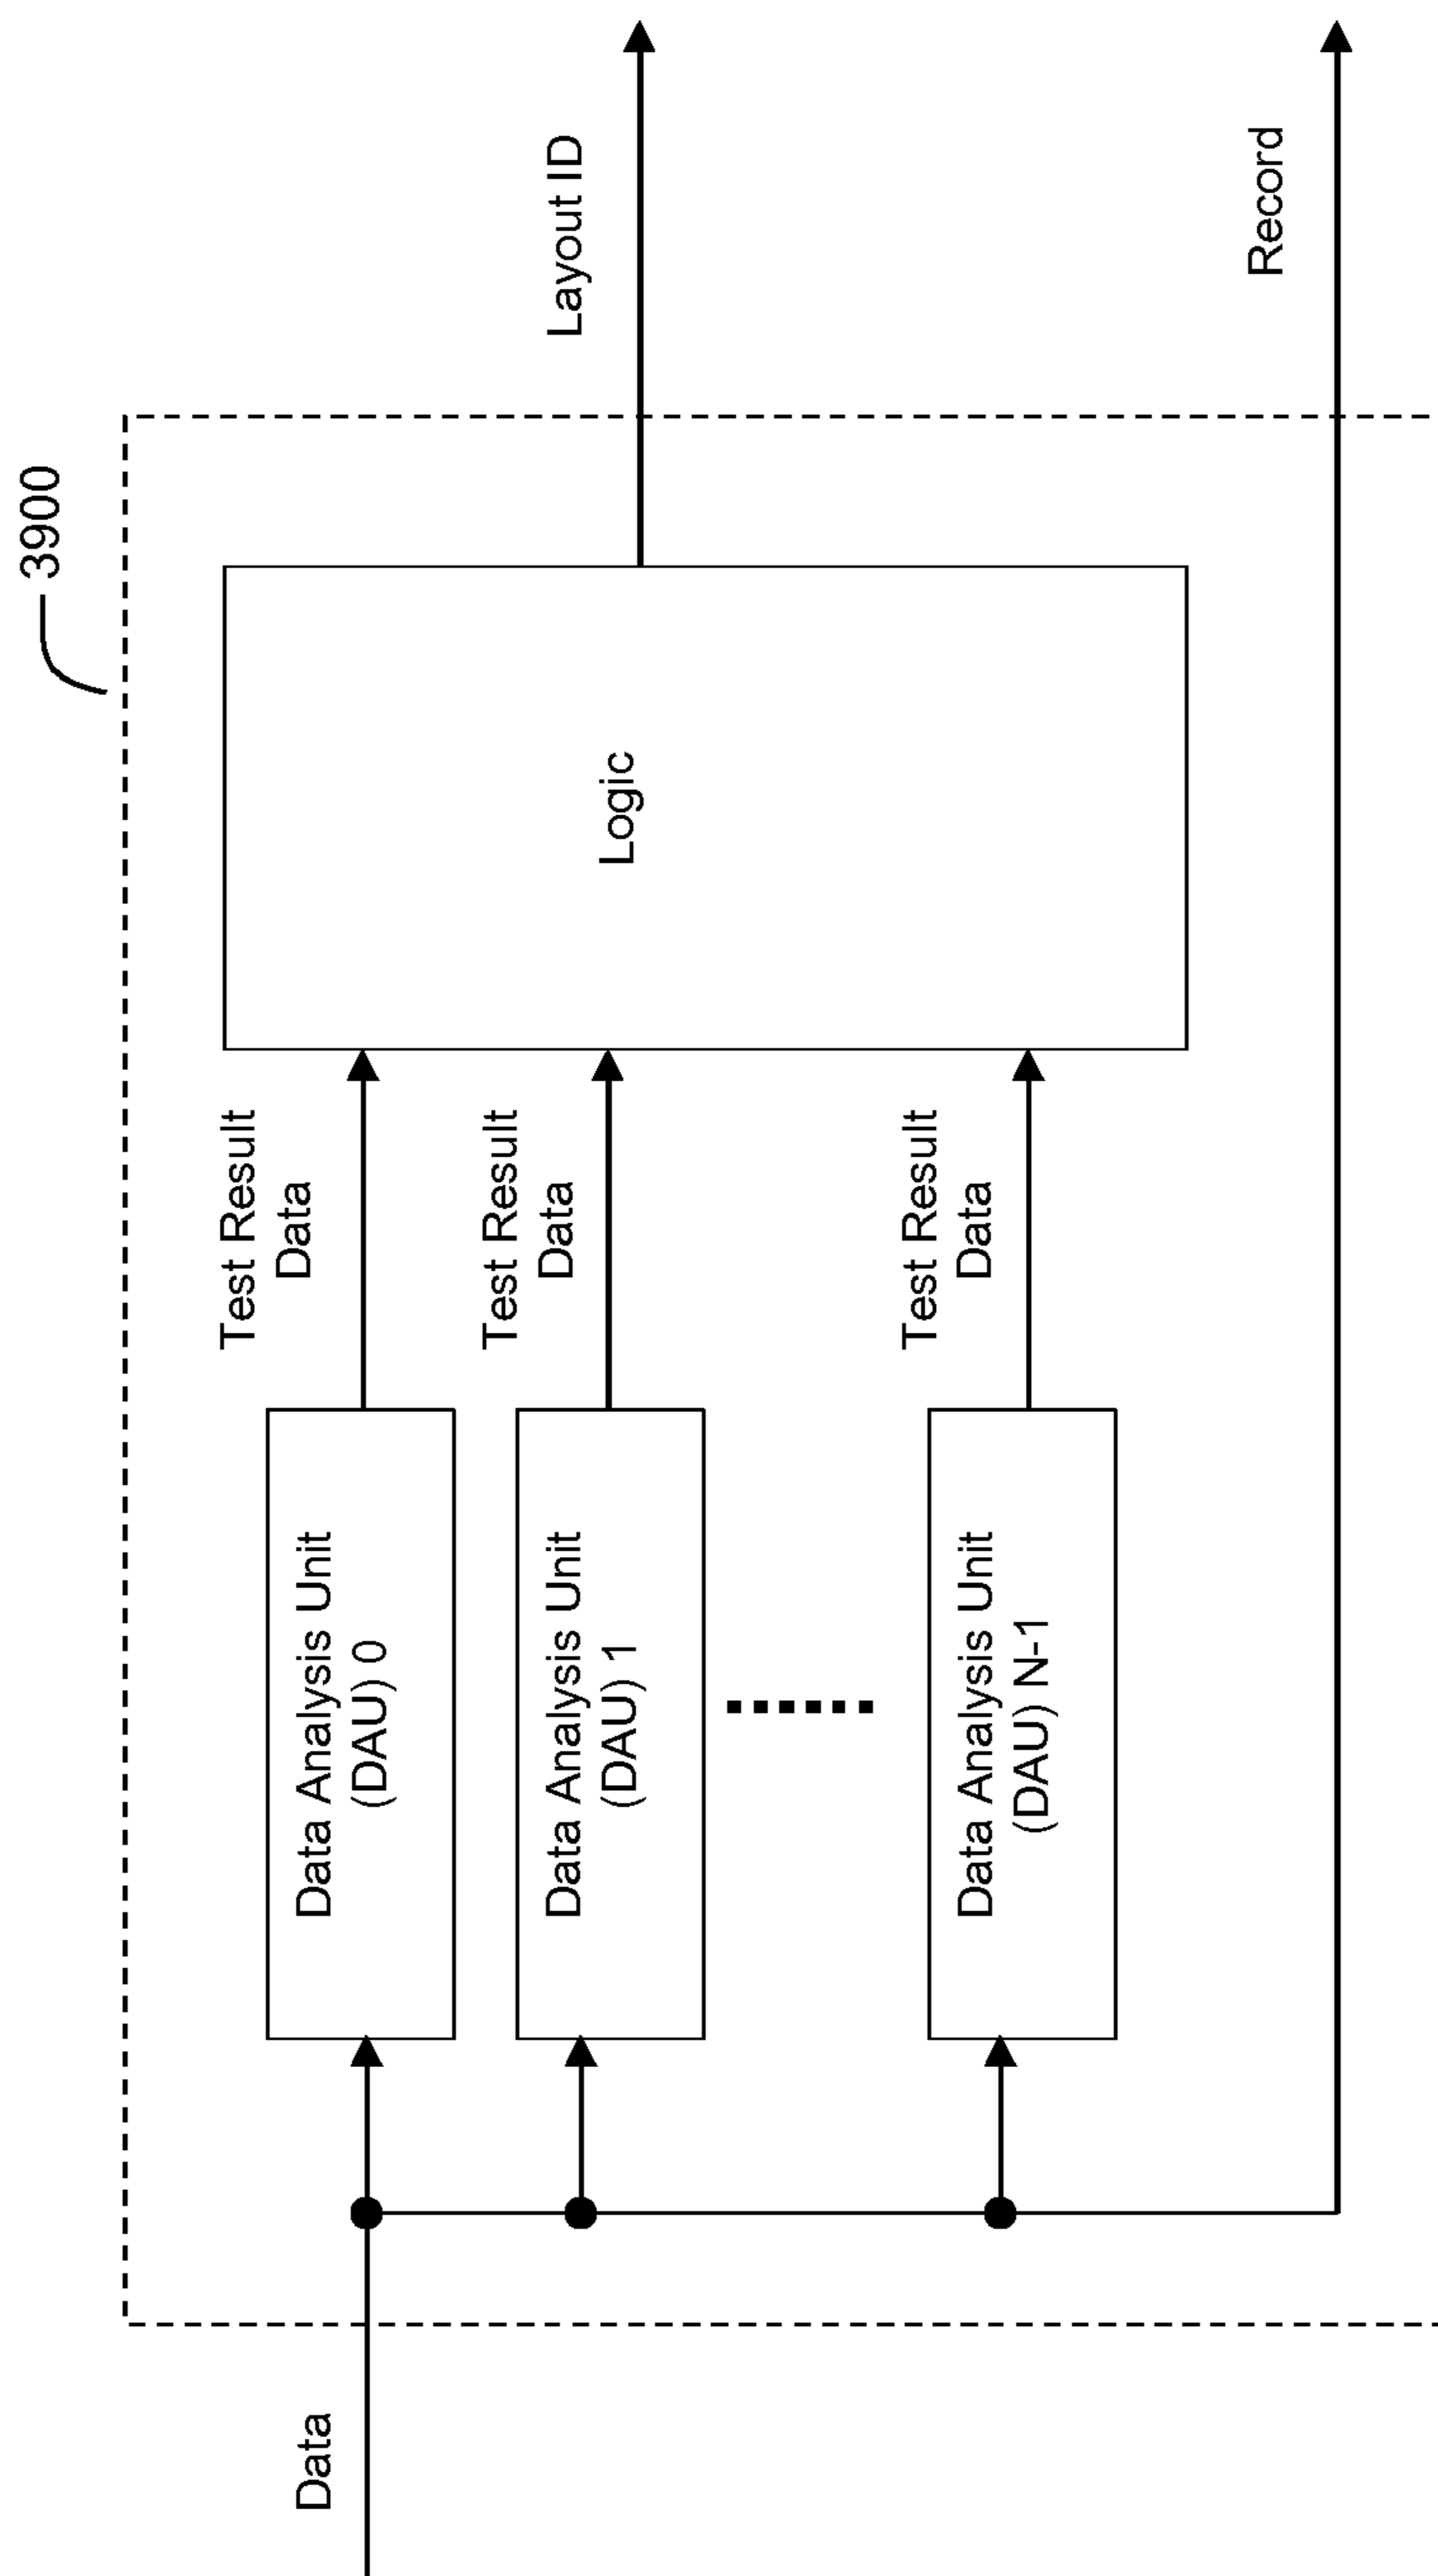 3900
Data
Data Analysis Unit
(DAU) 0
Test Result
Data
Data Analysis Unit
(DAU) 1
Test Result
Data
Data Analysis Unit
(DAU) N-1
Test Result
Data
Logic
Layout ID
Record